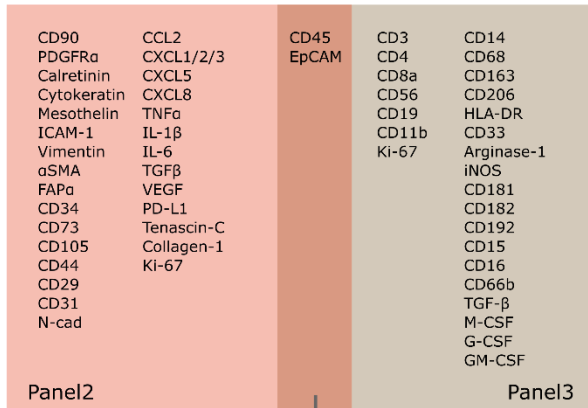 CD90
PDGFRα
Calretinin
Cytokeratin
Mesothelin
ICAM-1
Vimentin
αSMA
FAPα
CD34
CD73
CD105
CD44
CD29
CD31
N-cad
CCL2
CXCL1/2/3
CXCL5
CXCL8
TNFα
IL-1β
IL-6
TGFβ
VEGF
PD-L1
Tenascin-C
Collagen-1
Ki-67
Panel2
CD45
EpCAM
CD3
CD4
CD8a
CD56
CD19
CD11b
Ki-67
CD14
CD68
CD163
CD206
HLA-DR
CD33
Arginase-1
iNOS
CD181
CD182
CD192
CD15
CD16
CD66b
TGF-β
M-CSF
G-CSF
GM-CSF
Panel3